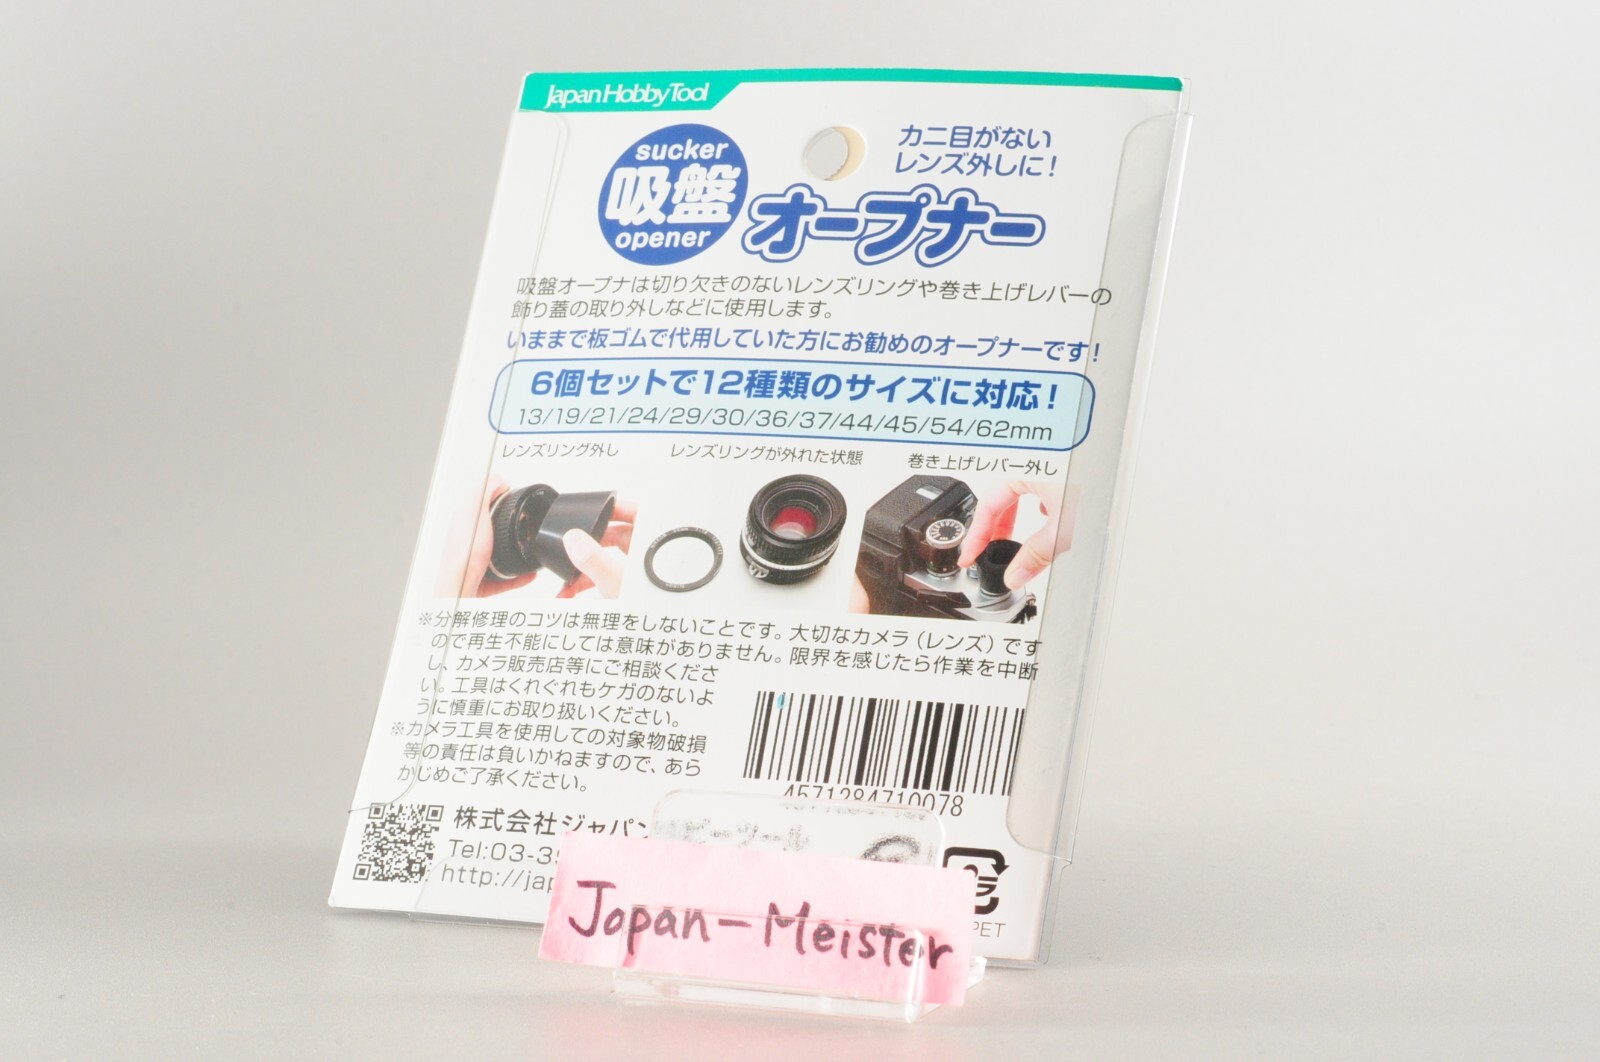 Japan Hobby Tool
sucker
吸盤
opener
オープナー
カニ目がない
レンズ外しに！
吸盤オープナは切り欠きのないレンズリングや巻き上げレバーの
飾り蓋の取り外しなどに使用します。
いままで板ゴムで代用していた方にお勧めのオープナーです！
6個セットで12種類のサイズに対応！
13/19/21/24/29/30/36/37/44/45/54/62mm
レンズリング外し
レンズリングが外れた状態
巻き上げレバー外し
※分解修理のコツは無理をしないことです。大切なカメラ（レンズ）です
ので再生不能にしては意味がありません。限界を感じたら作業を中断
し、カメラ販売店等にご相談くださ
い。工具はくれぐれもケガのないよ
うに慎重にお取り扱いください。
※カメラ工具を使用しての対象物破損
等の責任は負いかねますので、あら
かじめご了承ください。
4571284710078
株式会社ジャパン
Tel:03-39
http://jap
プラ
PET
Japan-Meister